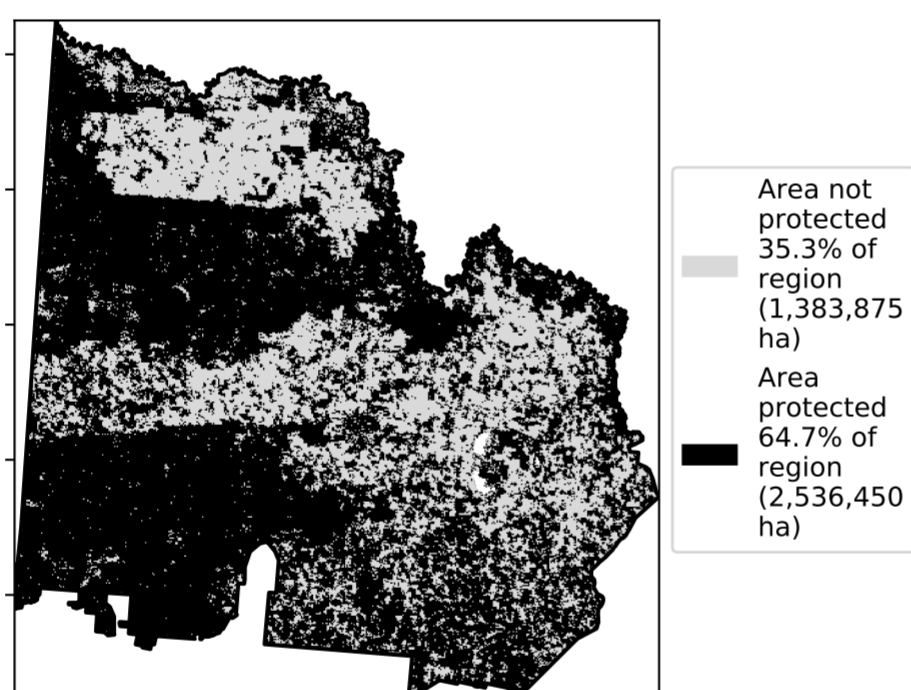 Area not
protected
35.3% of
region
(1,383,875
ha)
Area
protected
64.7% of
region
(2,536,450
ha)